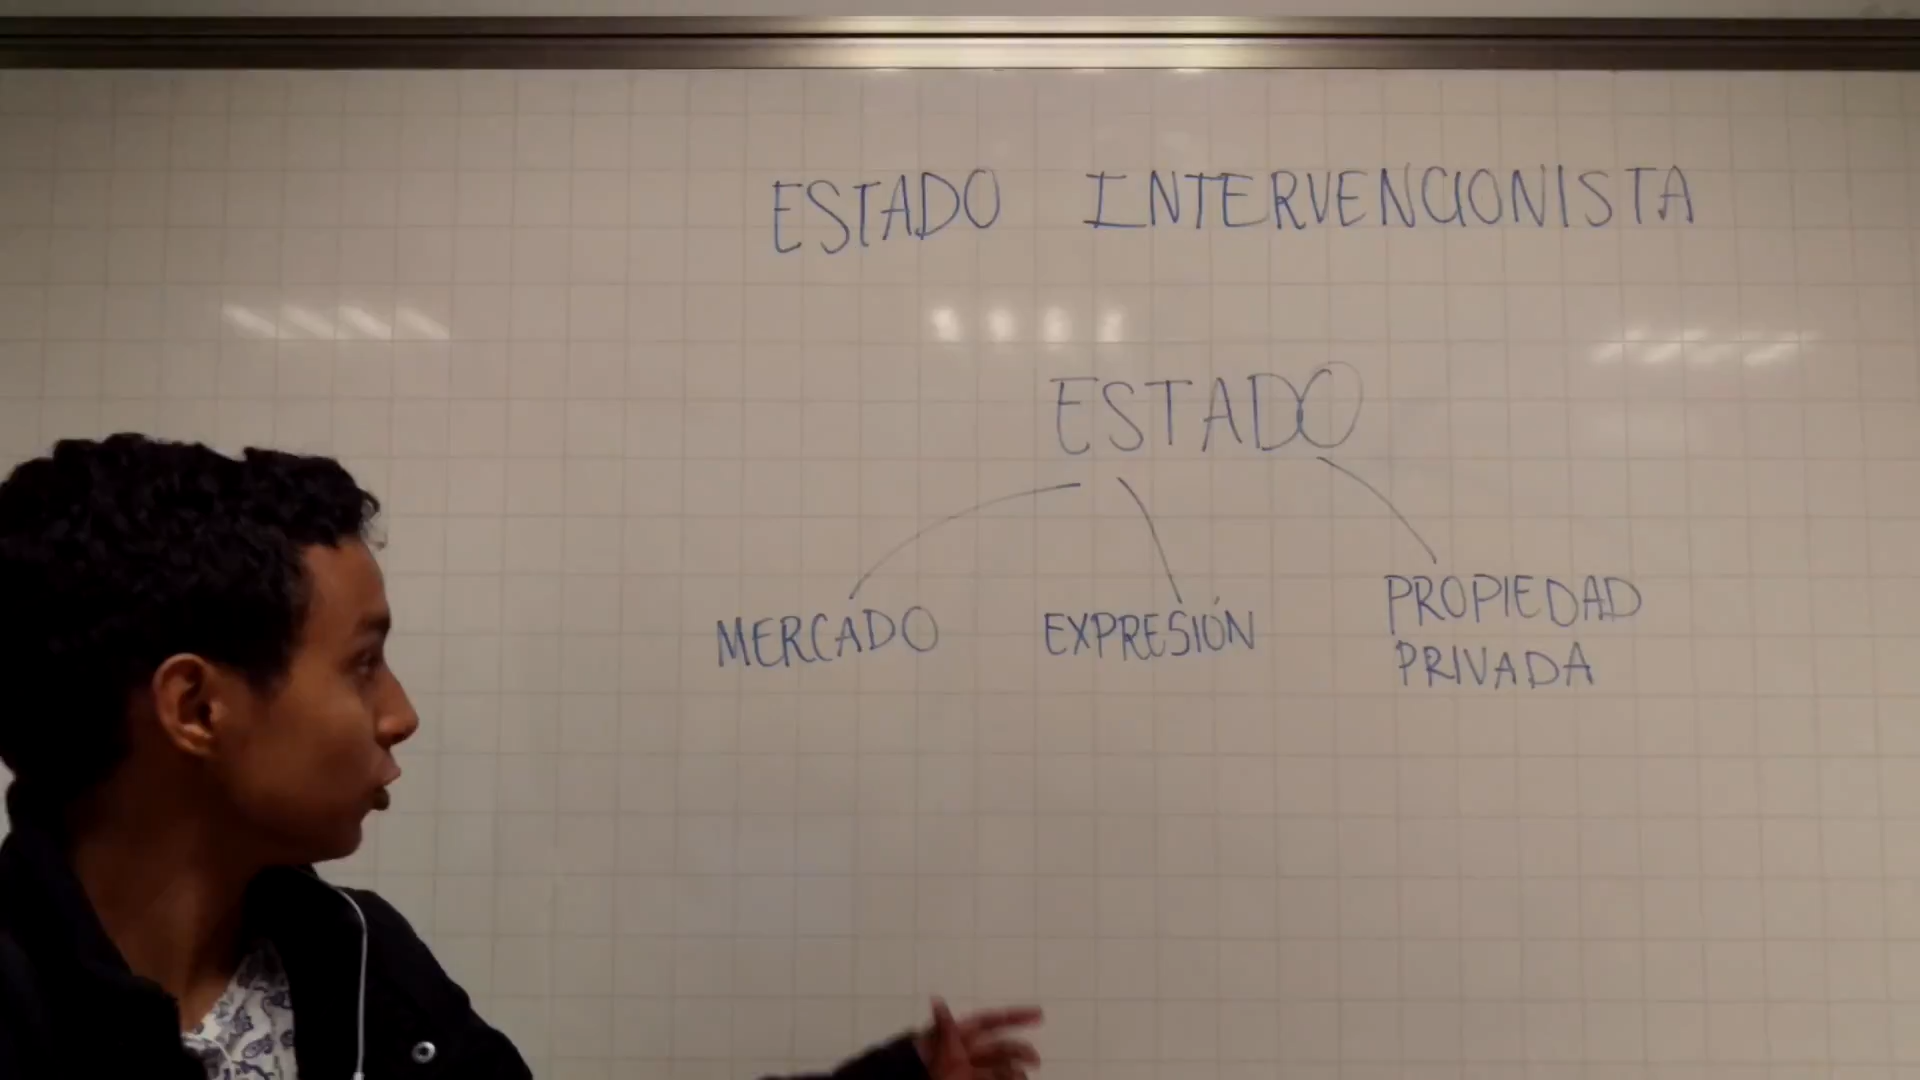 ESTADO INTERVENCIONISTA
ESTADO
MERCADO
EXPRESIÓN
PROPIEDAD
PRIVADA